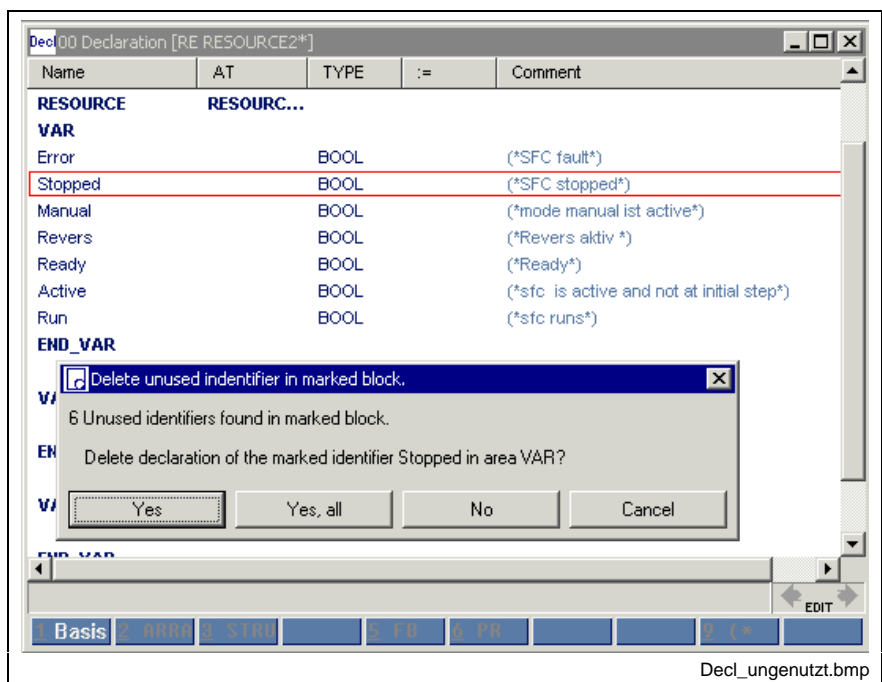 Decl 00 Declaration [RE RESOURCE2*]
Name AT TYPE := Comment
RESOURCE RESOURC...
VAR
Error BOOL (*SFC fault*)
Stopped BOOL (*SFC stopped*)
Manual BOOL (*mode manual ist active*)
Revers BOOL (*Revers aktiv *)
Ready BOOL (*Ready*)
Active BOOL (*sfc is active and not at initial step*)
Run BOOL (*sfc runs*)
END_VAR
Delete unused indentifier in marked block.
6 Unused identifiers found in marked block.
Delete declaration of the marked identifier Stopped in area VAR?
Yes Yes, all No Cancel
END_VAR
EDIT
1 Basis 2 ARRA 3 STRU 5 FB 6 PR 9 (*
Decl_ungenutzt.bmp